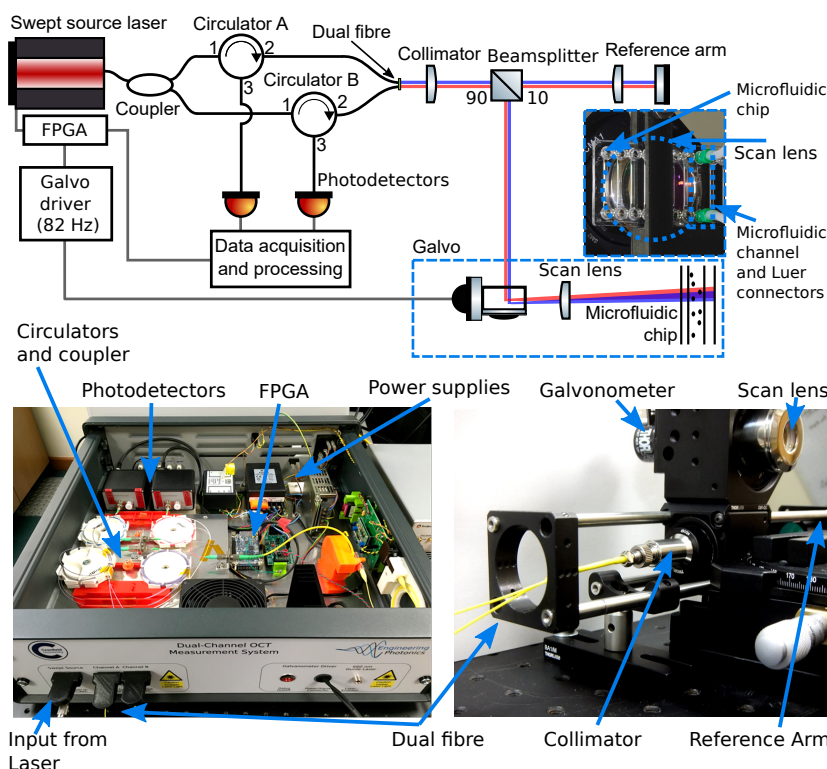 Swept source laser
Circulator A
1 2
3
Coupler
Circulator B
1 2
3
Dual fibre
Collimator
Beamsplitter
90 10
Reference arm
Microfluidic
chip
Scan lens
Microfluidic
channel
and Luer
connectors
FPGA
Galvo
driver
(82 Hz)
Photodetectors
Data acquisition
and processing
Galvo
Scan lens
Microfluidic
chip
Circulators
and coupler
Photodetectors
FPGA
Power supplies
Galvonometer
Scan lens
Dual-Channel OCT
Measurement System
Engineering
Photonics
Swept Source
Channel A Channel B
Galvanometer Driver
Input from
Laser
Dual fibre
Collimator
Reference Arm